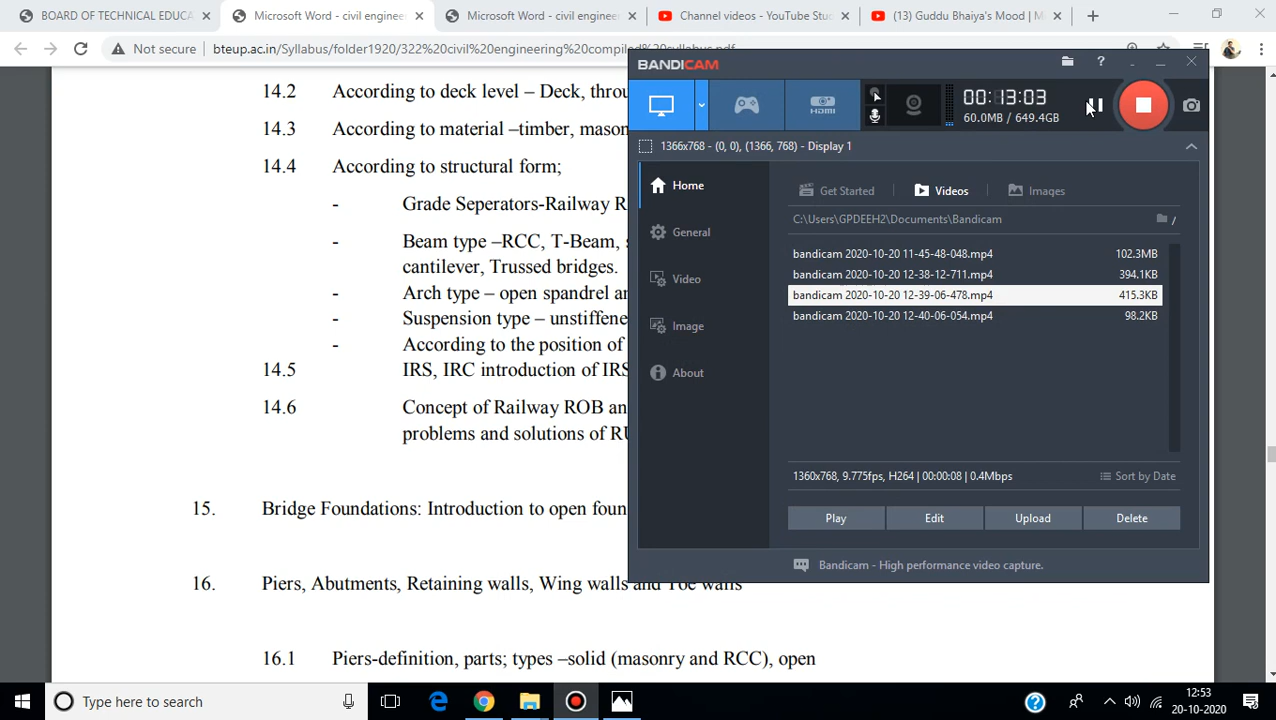 BOARD OF TECHNICAL EDUCA
Microsoft Word - civil enginee
Microsoft Word - civil enginee
Channel videos - YouTube Stu
(13) Guddu Bhaiya's Mood | M
Not secure
bteup.ac.in/Syllabus/folder1920/322%20civil%20engineering%20compiled%20syllabus.pdf
14.2 According to deck level – Deck, throu
14.3 According to material –timber, mason
14.4 According to structural form;
- Grade Seperators-Railway R
- Beam type –RCC, T-Beam, s
cantilever, Trussed bridges.
- Arch type – open spandrel an
- Suspension type – unstiffene
- According to the position of
14.5 IRS, IRC introduction of IRS
14.6 Concept of Railway ROB an
problems and solutions of RU
15. Bridge Foundations: Introduction to open foun
16. Piers, Abutments, Retaining walls, Wing walls and Toe walls
16.1 Piers-definition, parts; types –solid (masonry and RCC), open
BANDICAM
?
HDMI
00:13:03
60.0MB / 649.4GB
1366x768 - (0, 0), (1366, 768) - Display 1
Home
General
Video
Image
About
Get Started
Videos
Images
C:\Users\GPDEEH2\Documents\Bandicam
/
bandicam 2020-10-20 11-45-48-048.mp4 102.3MB
bandicam 2020-10-20 12-38-12-711.mp4 394.1KB
bandicam 2020-10-20 12-39-06-478.mp4 415.3KB
bandicam 2020-10-20 12-40-06-054.mp4 98.2KB
1360x768, 9.775fps, H264 | 00:00:08 | 0.4Mbps
Sort by Date
Play
Edit
Upload
Delete
Bandicam - High performance video capture.
Type here to search
12:53
20-10-2020